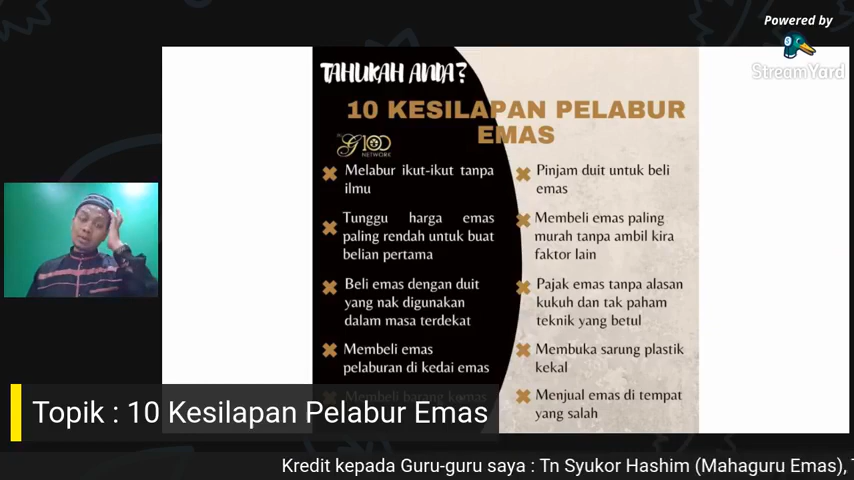 Powered by
StreamYard
TAHUKAH ANDA?
10 KESILAPAN PELABUR
EMAS
G100
NETWORK
Melabur ikut-ikut tanpa
ilmu
Tunggu harga emas
paling rendah untuk buat
belian pertama
Beli emas dengan duit
yang nak digunakan
dalam masa terdekat
Membeli emas
pelaburan di kedai emas
Membeli barang kemas
Pinjam duit untuk beli
emas
Membeli emas paling
murah tanpa ambil kira
faktor lain
Pajak emas tanpa alasan
kukuh dan tak paham
teknik yang betul
Membuka sarung plastik
kekal
Menjual emas di tempat
yang salah
Topik : 10 Kesilapan Pelabur Emas
Kredit kepada Guru-guru saya : Tn Syukor Hashim (Mahaguru Emas),